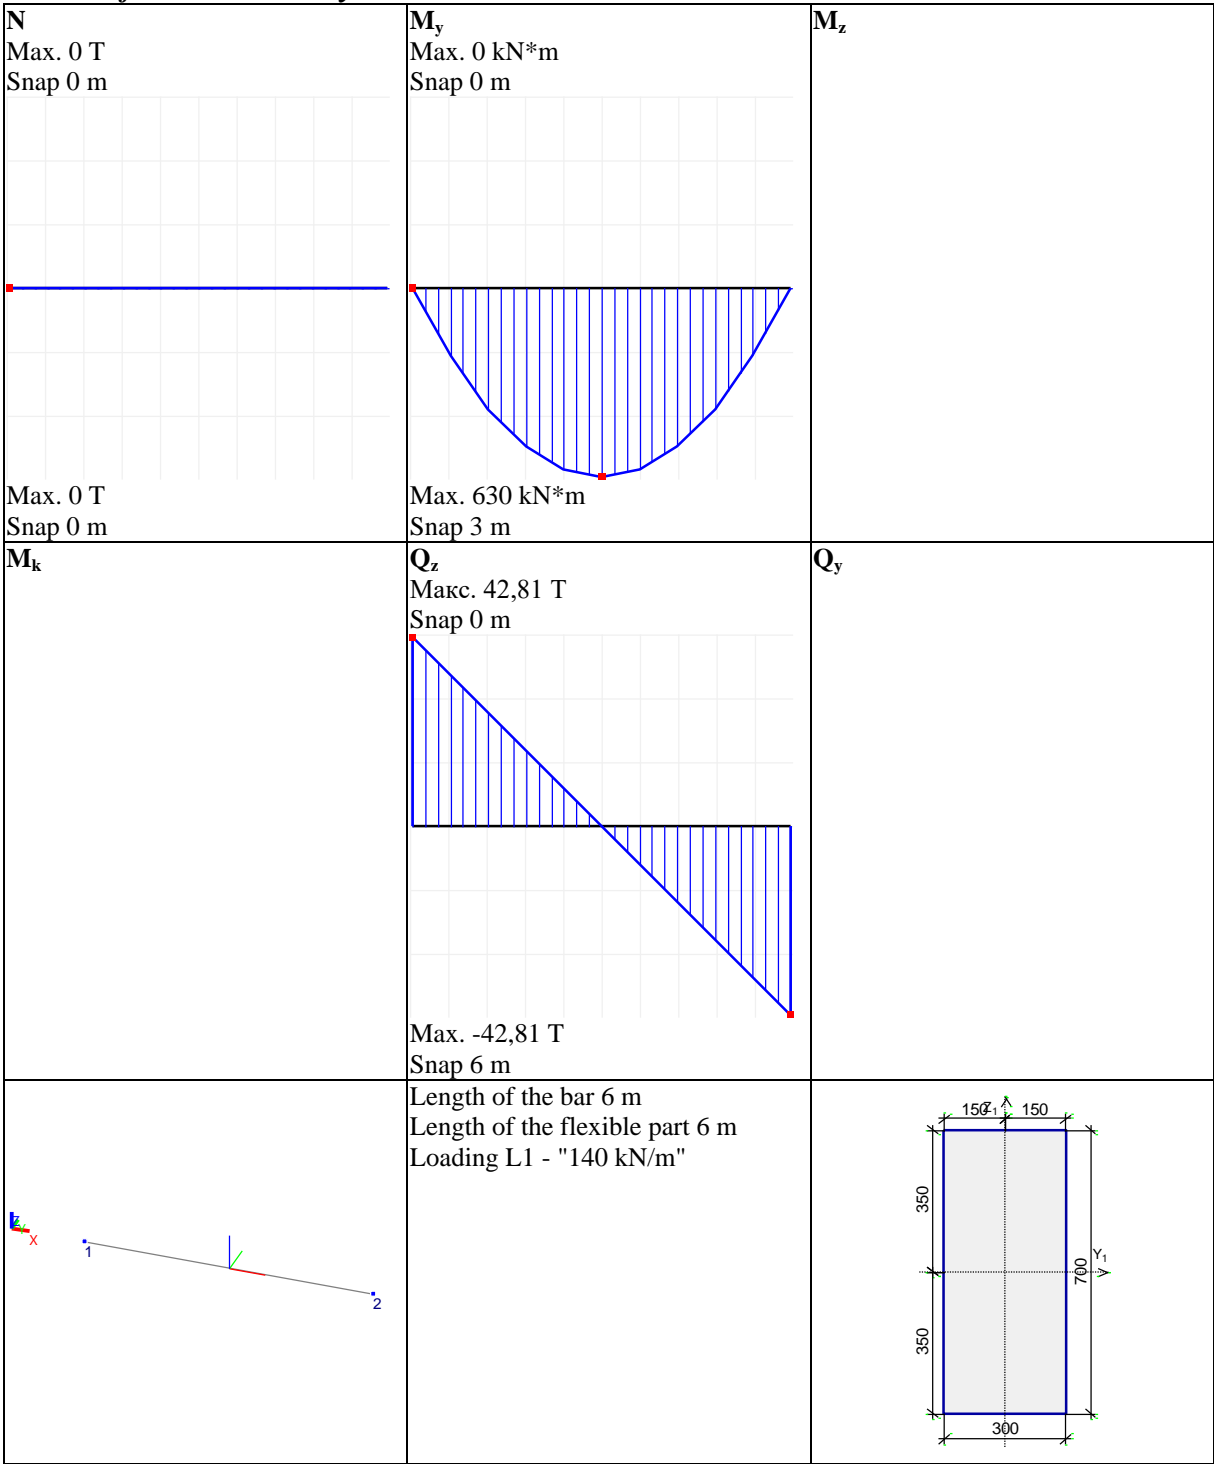 N
Max. 0 T
Snap 0 m
Max. 0 T
Snap 0 m
My
Max. 0 kN*m
Snap 0 m
Max. 630 kN*m
Snap 3 m
Mz
Mk
Qz
Макс. 42,81 T
Snap 0 m
Max. -42,81 T
Snap 6 m
Qy
Z
X
1
2
Length of the bar 6 m
Length of the flexible part 6 m
Loading L1 - "140 kN/m"
150
Z1
150
350
700
Y1
350
300